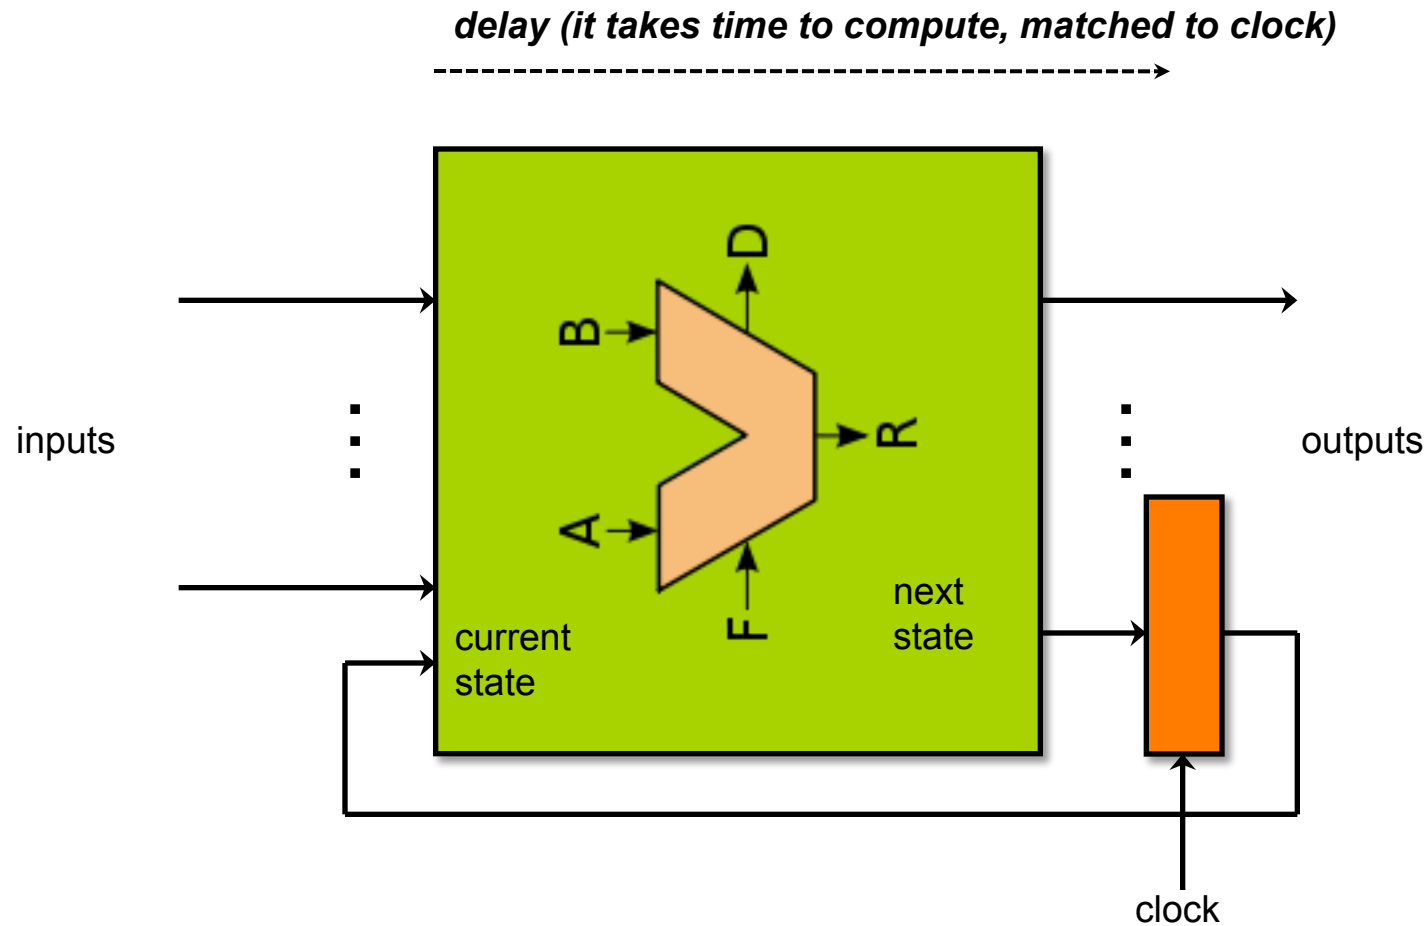 delay (it takes time to compute, matched to clock)
D
B
inputs
R
outputs
A
F
next
state
current
state
clock